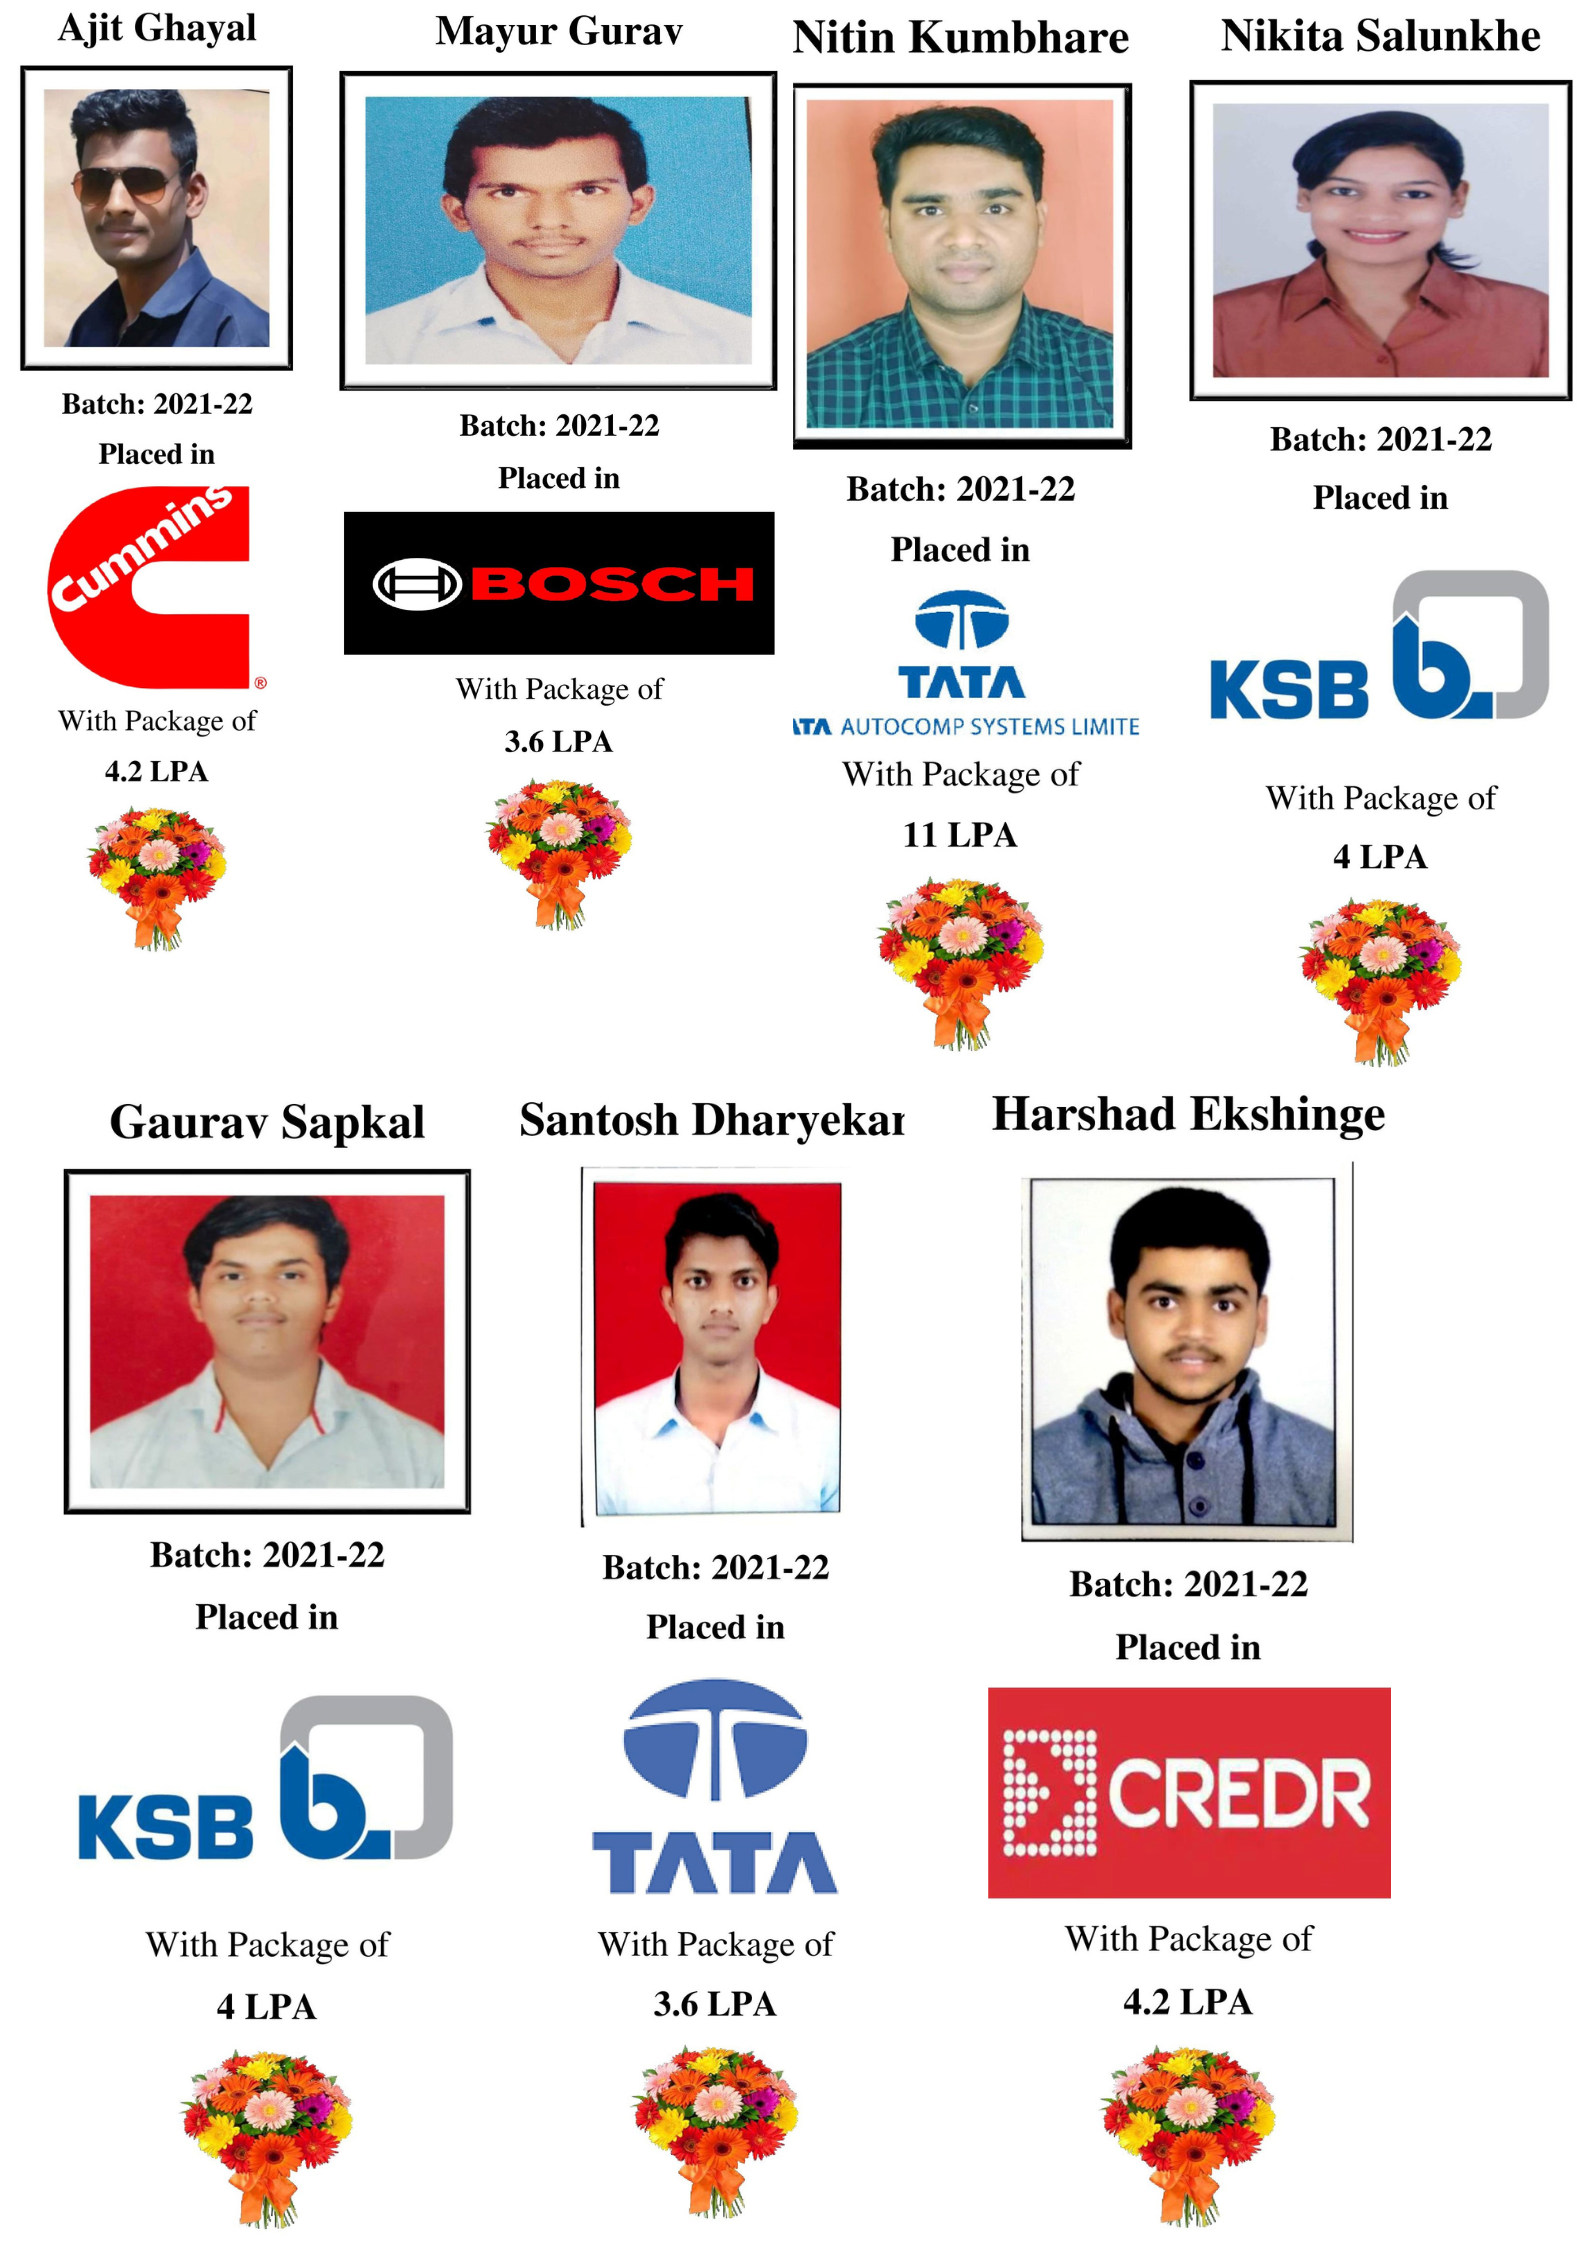 Ajit Ghayal
Batch: 2021-22
Placed in
Cummins
®
With Package of
4.2 LPA
Mayur Gurav
Batch: 2021-22
Placed in
BOSCH
With Package of
3.6 LPA
Nitin Kumbhare
Batch: 2021-22
Placed in
TATA
ATA AUTOCOMP SYSTEMS LIMITE
With Package of
11 LPA
Nikita Salunkhe
Batch: 2021-22
Placed in
KSB b
With Package of
4 LPA
Gaurav Sapkal
Batch: 2021-22
Placed in
KSB b
With Package of
4 LPA
Santosh Dharyekar
Batch: 2021-22
Placed in
TATA
With Package of
3.6 LPA
Harshad Ekshinge
Batch: 2021-22
Placed in
CREDR
With Package of
4.2 LPA